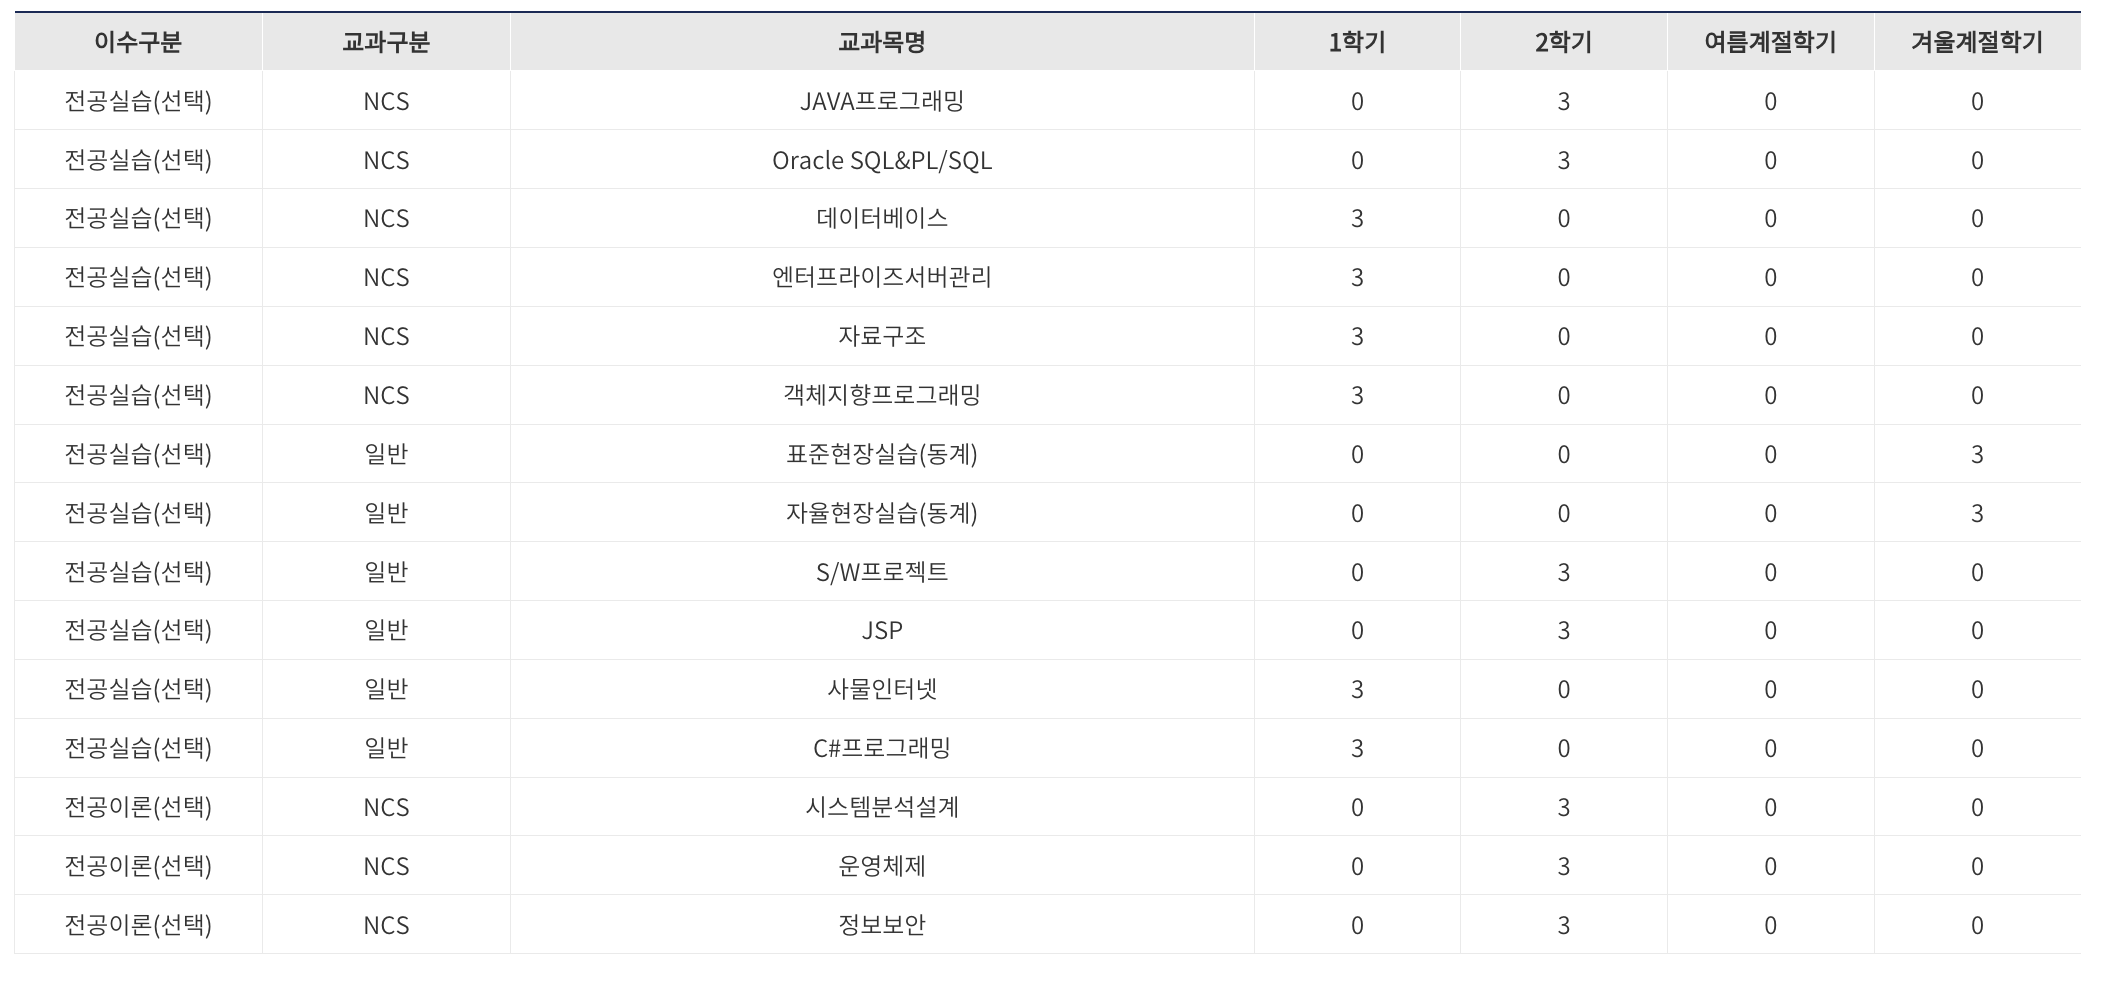 이수구분 교과구분 교과목명 1학기 2학기 여름계절학기 겨울계절학기
전공실습(선택) NCS JAVA프로그래밍 0 3 0 0
전공실습(선택) NCS Oracle SQL&PL/SQL 0 3 0 0
전공실습(선택) NCS 데이터베이스 3 0 0 0
전공실습(선택) NCS 엔터프라이즈서버관리 3 0 0 0
전공실습(선택) NCS 자료구조 3 0 0 0
전공실습(선택) NCS 객체지향프로그래밍 3 0 0 0
전공실습(선택) 일반 표준현장실습(동계) 0 0 0 3
전공실습(선택) 일반 자율현장실습(동계) 0 0 0 3
전공실습(선택) 일반 S/W프로젝트 0 3 0 0
전공실습(선택) 일반 JSP 0 3 0 0
전공실습(선택) 일반 사물인터넷 3 0 0 0
전공실습(선택) 일반 C#프로그래밍 3 0 0 0
전공이론(선택) NCS 시스템분석설계 0 3 0 0
전공이론(선택) NCS 운영체제 0 3 0 0
전공이론(선택) NCS 정보보안 0 3 0 0